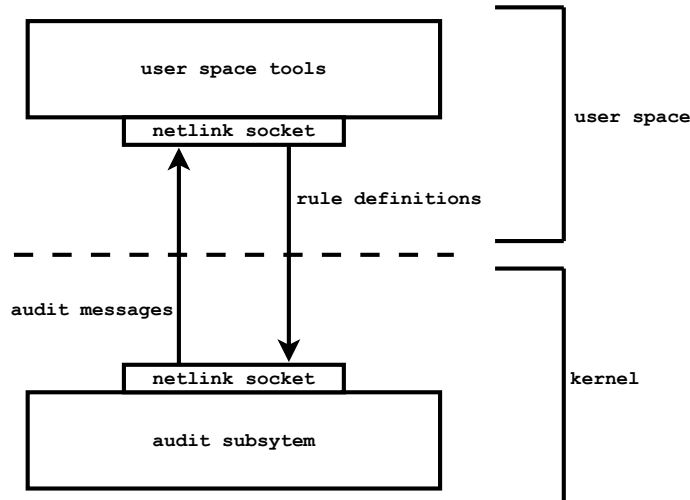 user space tools
netlink socket
user space
rule definitions
audit messages
netlink socket
kernel
audit subsytem